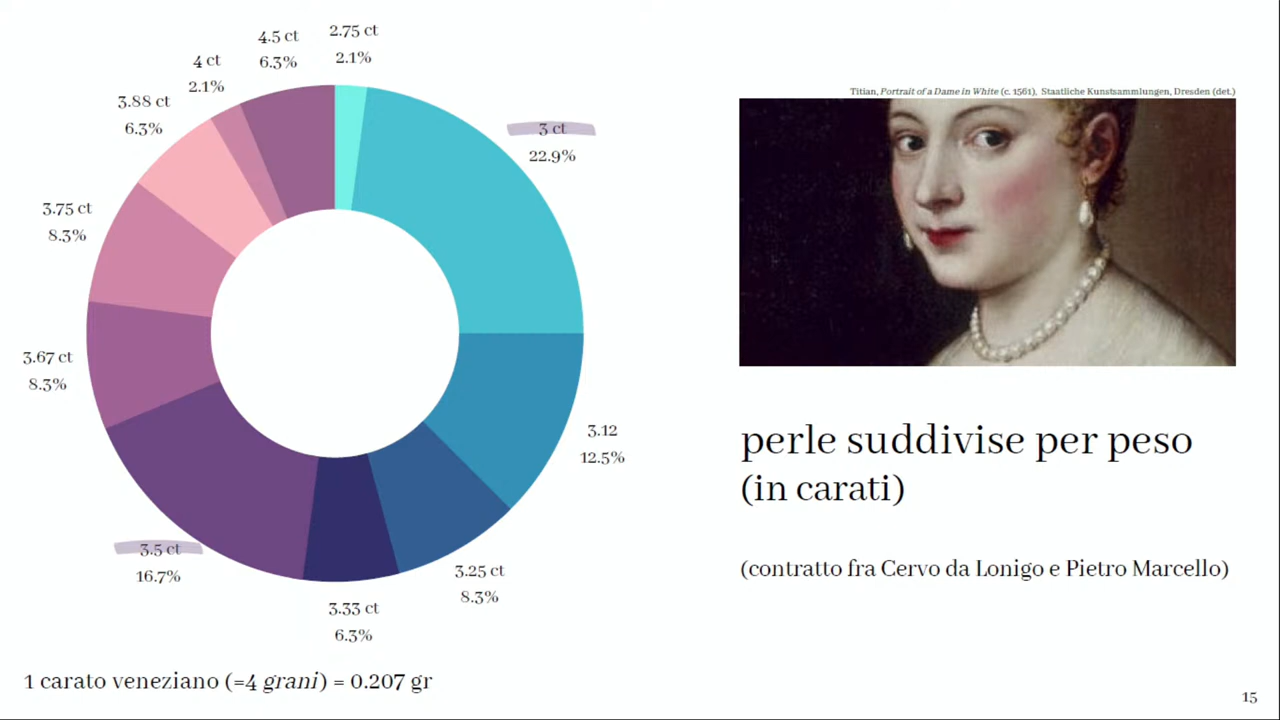 4.5 ct
6.3%
2.75 ct
2.1%
4 ct
2.1%
3.88 ct
6.3%
3 ct
22.9%
3.75 ct
8.3%
3.67 ct
8.3%
3.12
12.5%
3.5 ct
16.7%
3.25 ct
8.3%
3.33 ct
6.3%
1 carato veneziano (=4 grani) = 0.207 gr
Titian, Portrait of a Dame in White (c. 1561), Staatliche Kunstsammlungen, Dresden (det.)
perle suddivise per peso
(in carati)
(contratto fra Cervo da Lonigo e Pietro Marcello)
15